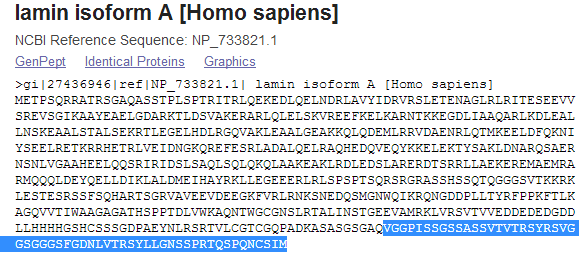 lamin isoform A [Homo sapiens]
NCBI Reference Sequence: NP_733821.1
GenPept Identical Proteins Graphics
>gi|27436946|ref|NP_733821.1| lamin isoform A [Homo sapiens]
METPSQRRATRSGAQASSTPLSPTRITRLQEKEDLQELNDRLAVYIDRVRSLETENAGLRLRITESEEVV
SREVSGIKAAYEAELGDARKTLDSVAKERARLQLELSKVREEFKELKARNTKKEGDLIAAQARLKDLEAL
LNSKEAALSTALSEKRTLEGELHDLRGQVAKLEAALGEAKKQLQDEMLRRVDAENRLQTMKEELDFQKNI
YSEELRETKRRHETRLVEIDNGKQREFESRLADALQELRAQHEDQVEQYKKELEKTYSAKLDNARQSAER
NSNLVGAAHEELQQSRIRIDSLSAQLSQLQKQLAAKEAKLRDLEDSLARERDTSRRLLAEKEREMAEMRA
RMQQQLDEYQELLDIKLALDMEIHAYRKLLEGEEERLRLSPSPTSQRSRGRASSHSSQTQGGGSVTKKRK
LESTESRSSFSQHARTSGRVAVEEVDEEGKFVRLRNKSNEDQSMGNWQIKRQNGDDPLLTYRFPPKFTLK
AGQVVTIWAAGAGATHSPPTDLVWKAQNTWGCGNSLRTALINSTGEEVAMRKLVRSVTVVEDDEDEDGDD
LLHHHHGSHCSSSGDPAEYNLRSRTVLCGTCGQPADKASASGSGAQVGGPISSGSSASSVTVTRSYRSVG
GSGGGSFGDNLVTRSYLLGNSSPRTQSPQNCSIM